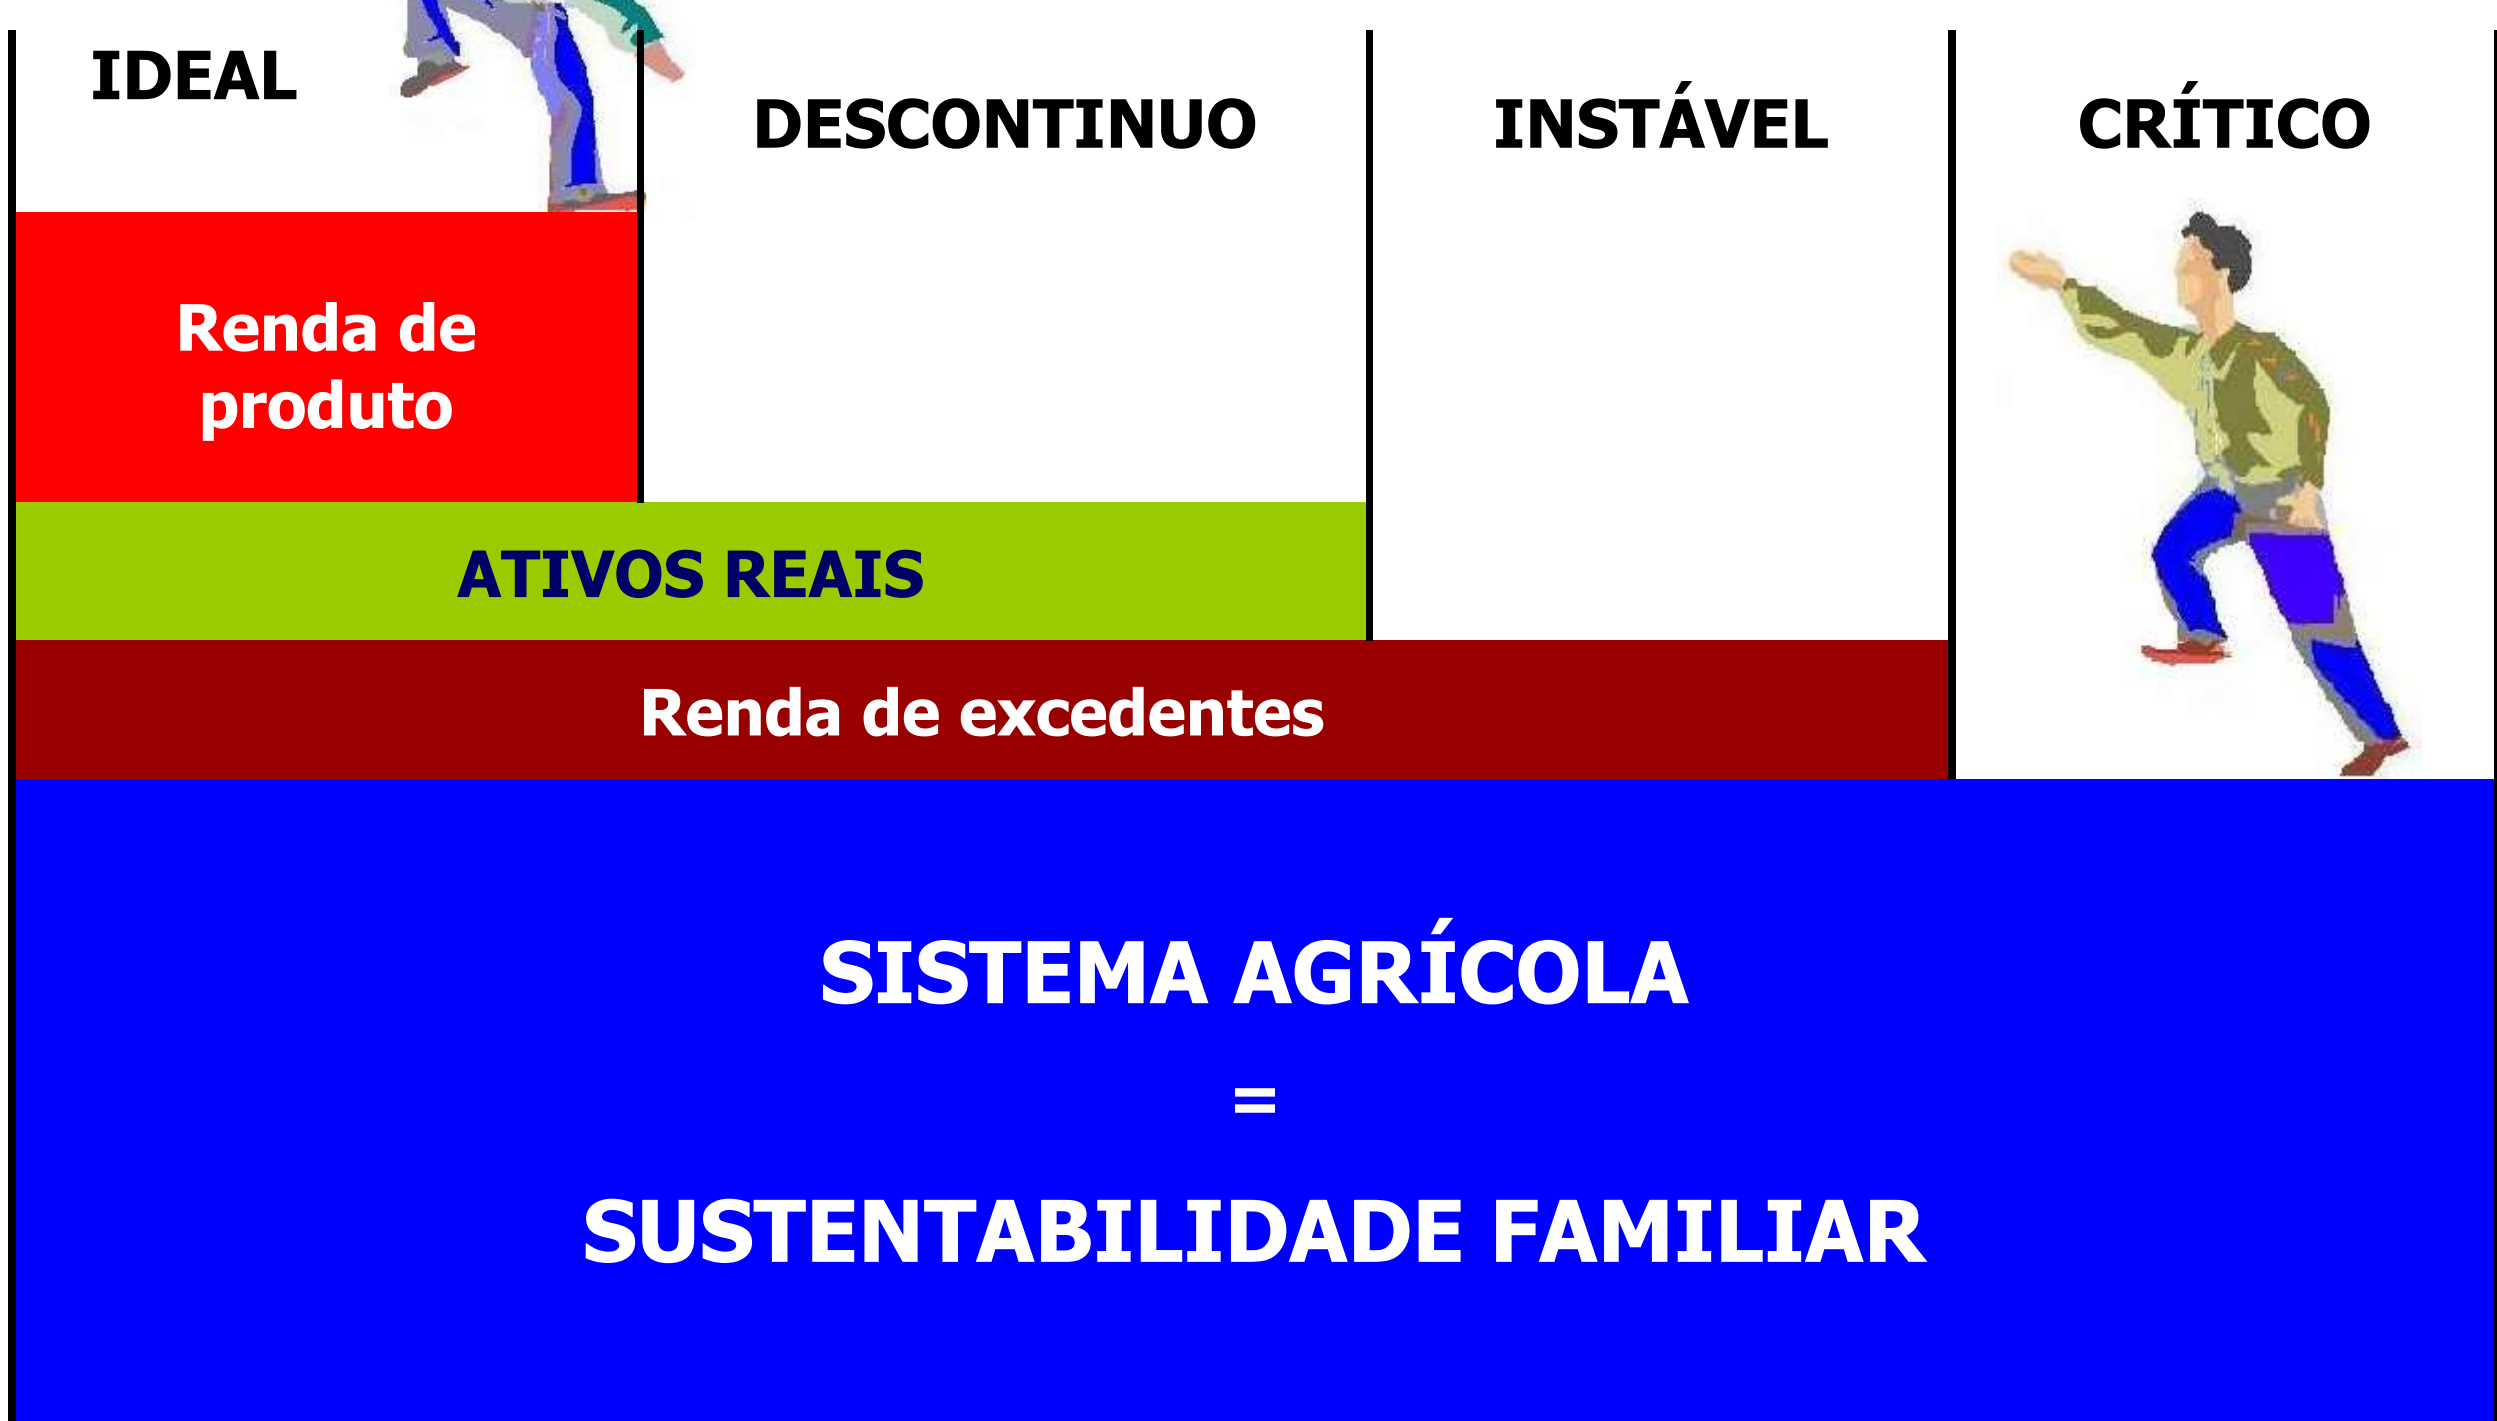 IDEAL
DESCONTINUO
INSTÁVEL
CRÍTICO
Renda de
produto
ATIVOS REAIS
Renda de excedentes
SISTEMA AGRÍCOLA
=
SUSTENTABILIDADE FAMILIAR